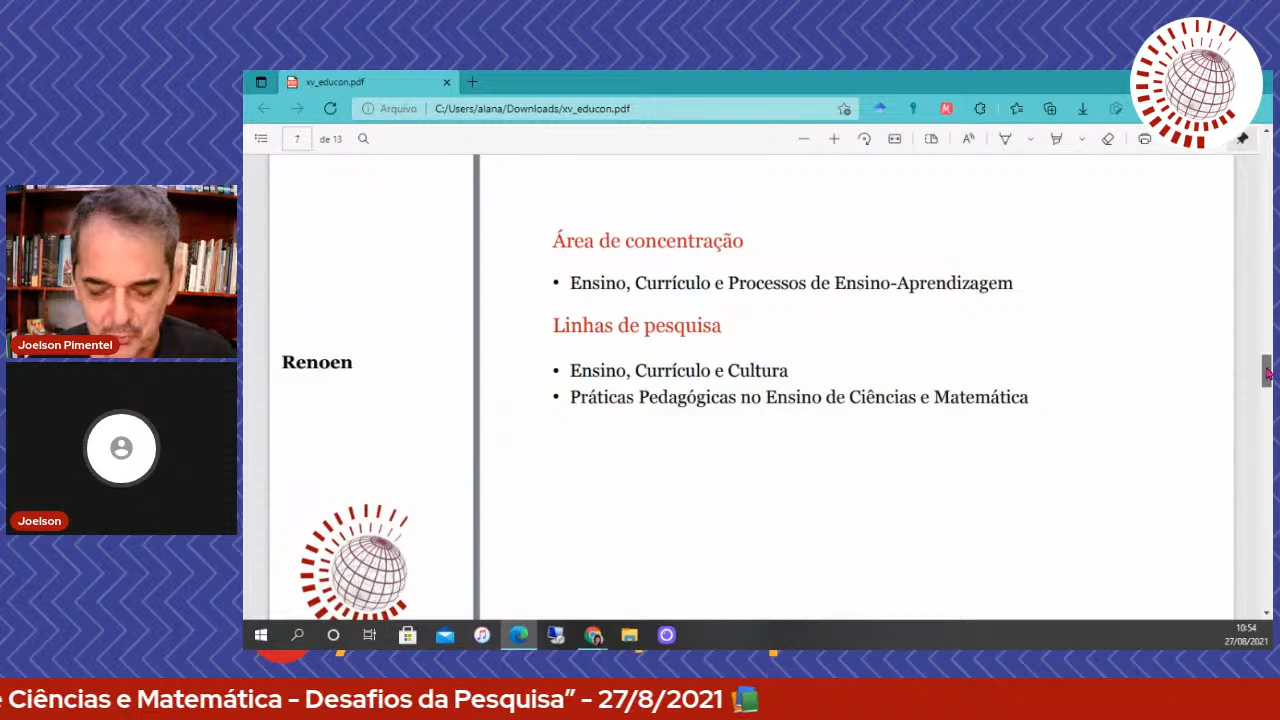 xv_educon.pdf
Arquivo
C:/Users/alana/Downloads/xv_educon.pdf
7
de 13
Área de concentração
• Ensino, Currículo e Processos de Ensino-Aprendizagem
Linhas de pesquisa
Renoen
• Ensino, Currículo e Cultura
• Práticas Pedagógicas no Ensino de Ciências e Matemática
Joelson Pimentel
Joelson
10:54
27/08/2021
Ciências e Matemática - Desafios da Pesquisa” - 27/8/2021